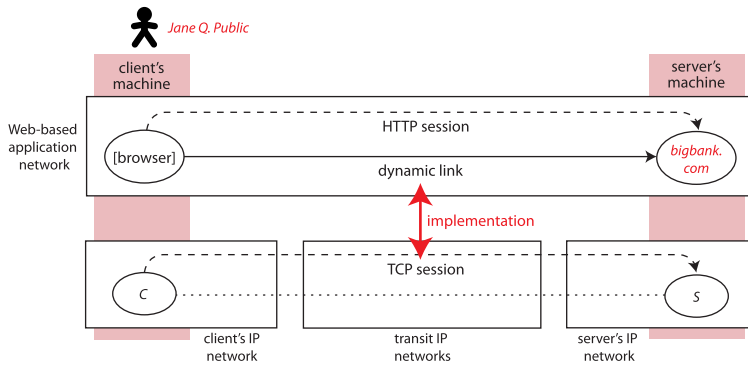 Jane Q. Public
client's
machine
server's
machine
Web-based
application
network
HTTP session
[browser]
bigbank.
com
dynamic link
implementation
TCP session
C
S
client's IP
network
transit IP
networks
server's IP
network